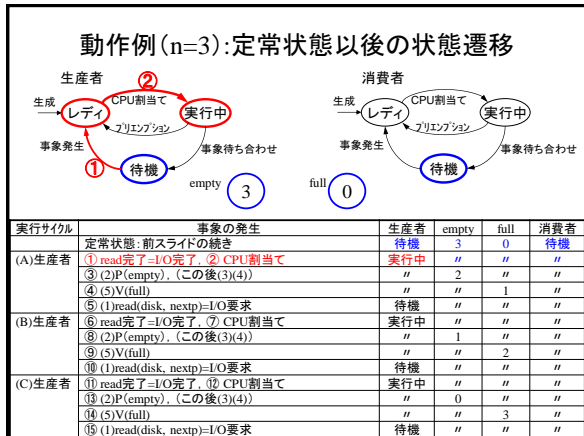 動作例(n=3):定常状態以後の状態遷移
生産者
消費者
②
生成
レディ
CPU割当て
実行中
プリエンプション
事象発生
事象待ち合わせ
①
待機
生成
レディ
CPU割当て
実行中
プリエンプション
事象発生
事象待ち合わせ
待機
empty 3
full 0
実行サイクル 事象の発生 生産者 empty full 消費者
定常状態:前スライドの続き 待機 3 0 待機
(A)生産者 ① read完了=I/O完了, ② CPU割当て 実行中 〃 〃 〃
③ (2)P(empty), (この後(3)(4)) 〃 2 〃 〃
④ (5)V(full) 〃 〃 1 〃
⑤ (1)read(disk, nextp)=I/O要求 待機 〃 〃 〃
(B)生産者 ⑥ read完了=I/O完了, ⑦ CPU割当て 実行中 〃 〃 〃
⑧ (2)P(empty), (この後(3)(4)) 〃 1 〃 〃
⑨ (5)V(full) 〃 〃 2 〃
⑩ (1)read(disk, nextp)=I/O要求 待機 〃 〃 〃
(C)生産者 ⑪ read完了=I/O完了, ⑫ CPU割当て 実行中 〃 〃 〃
⑬ (2)P(empty), (この後(3)(4)) 〃 0 〃 〃
⑭ (5)V(full) 〃 〃 3 〃
⑮ (1)read(disk, nextp)=I/O要求 待機 〃 〃 〃